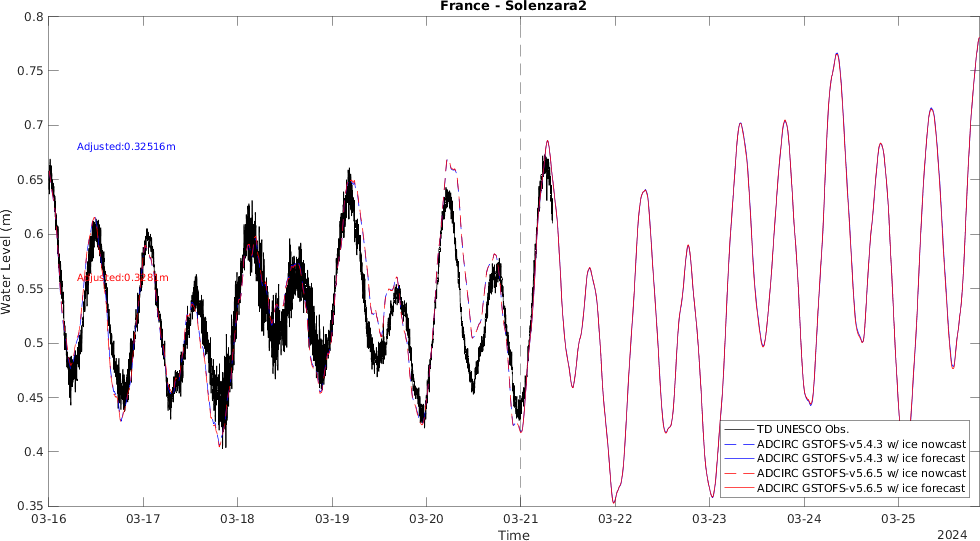 France - Solenzara2
0.8
0.75
0.7
0.65
0.6
0.55
0.5
0.45
0.4
0.35
Water Level (m)
Adjusted:0.32516m
Adjusted:0.3281m
TD UNESCO Obs.
ADCIRC GSTOFS-v5.4.3 w/ ice nowcast
ADCIRC GSTOFS-v5.4.3 w/ ice forecast
ADCIRC GSTOFS-v5.6.5 w/ ice nowcast
ADCIRC GSTOFS-v5.6.5 w/ ice forecast
03-16 03-17 03-18 03-19 03-20 03-21 03-22 03-23 03-24 03-25
Time
2024